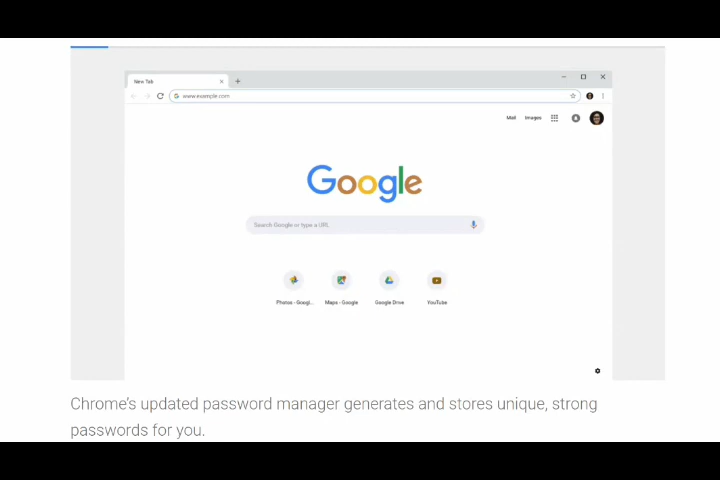 New Tab
www.example.com
Mail Images
Google
Search Google or type a URL
Photos - Googl... Maps - Google Google Drive YouTube
Chrome's updated password manager generates and stores unique, strong
passwords for you.